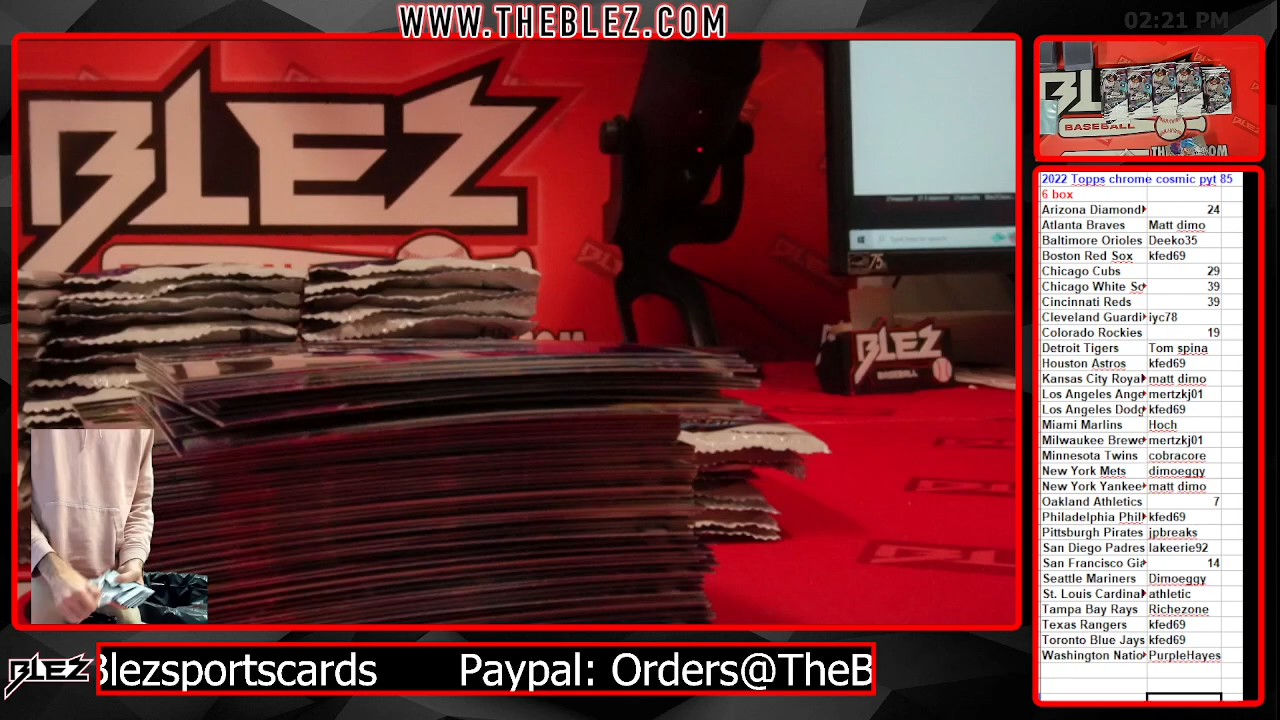 WWW.THEBLEZ.COM
02:21 PM
BLEZ
BASEBALL
2022 Topps chrome cosmic pyt 85
6 box
Arizona Diamond 24
Atlanta Braves Matt dimo
Baltimore Orioles Deeko35
Boston Red Sox kfed69
Chicago Cubs 29
Chicago White So 39
Cincinnati Reds 39
Cleveland Guardi iyc78
Colorado Rockies 19
Detroit Tigers Tom spina
Houston Astros kfed69
Kansas City Roya matt dimo
Los Angeles Ange mertzkj01
Los Angeles Dodg kfed69
Miami Marlins Hoch
Milwaukee Brewe mertzkj01
Minnesota Twins cobracore
New York Mets dimoeggy
New York Yankee matt dimo
Oakland Athletics 7
Philadelphia Phil kfed69
Pittsburgh Pirates jpbreaks
San Diego Padres lakeerie92
San Francisco Gia 14
Seattle Mariners Dimoeggy
St. Louis Cardina athletic
Tampa Bay Rays Richezone
Texas Rangers kfed69
Toronto Blue Jays kfed69
Washington Natio PurpleHayes
BLEZ
BASEBALL
BLEZ
Blezsportscards Paypal: Orders@TheB